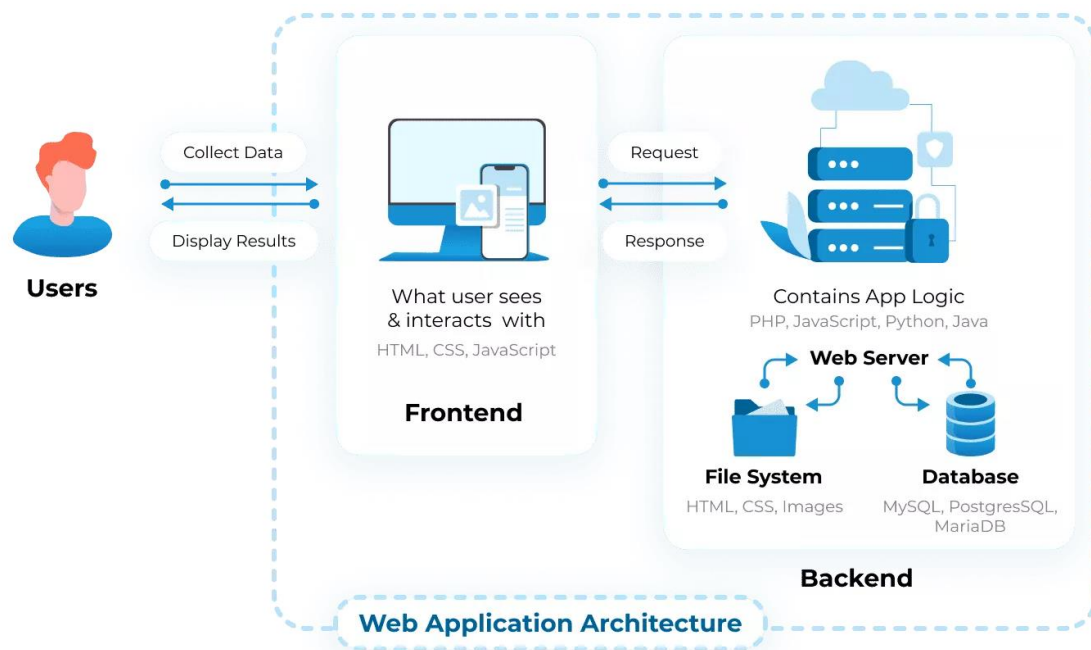 Users
Collect Data
Display Results
What user sees
& interacts with
HTML, CSS, JavaScript
Frontend
Request
Response
Contains App Logic
PHP, JavaScript, Python, Java
Web Server
File System
HTML, CSS, Images
Database
MySQL, PostgresSQL,
MariaDB
Backend
Web Application Architecture